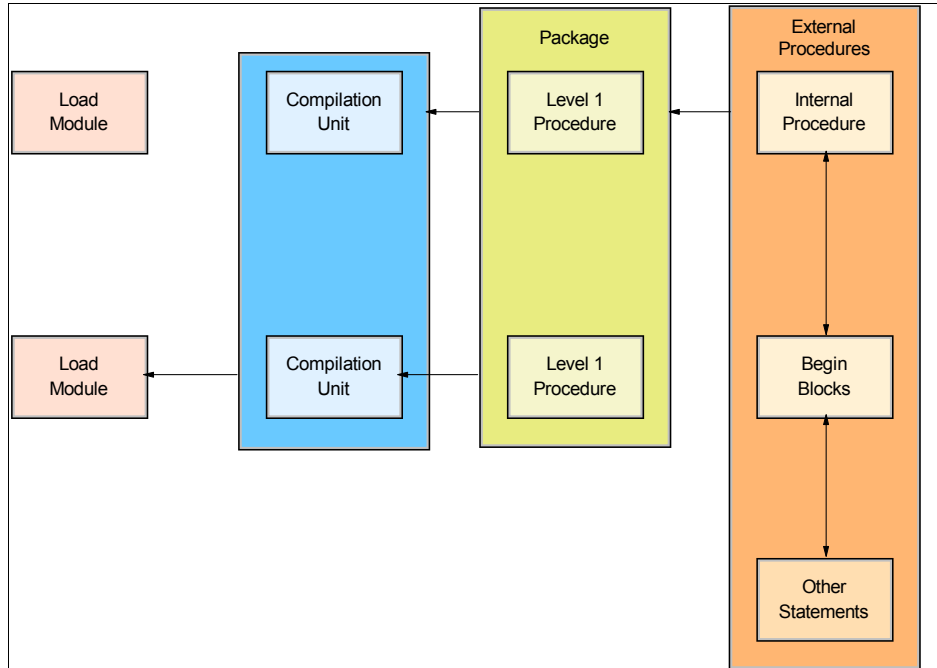 Load
Module
Compilation
Unit
Package
Level 1
Procedure
External
Procedures
Internal
Procedure
Load
Module
Compilation
Unit
Level 1
Procedure
Begin
Blocks
Other
Statements